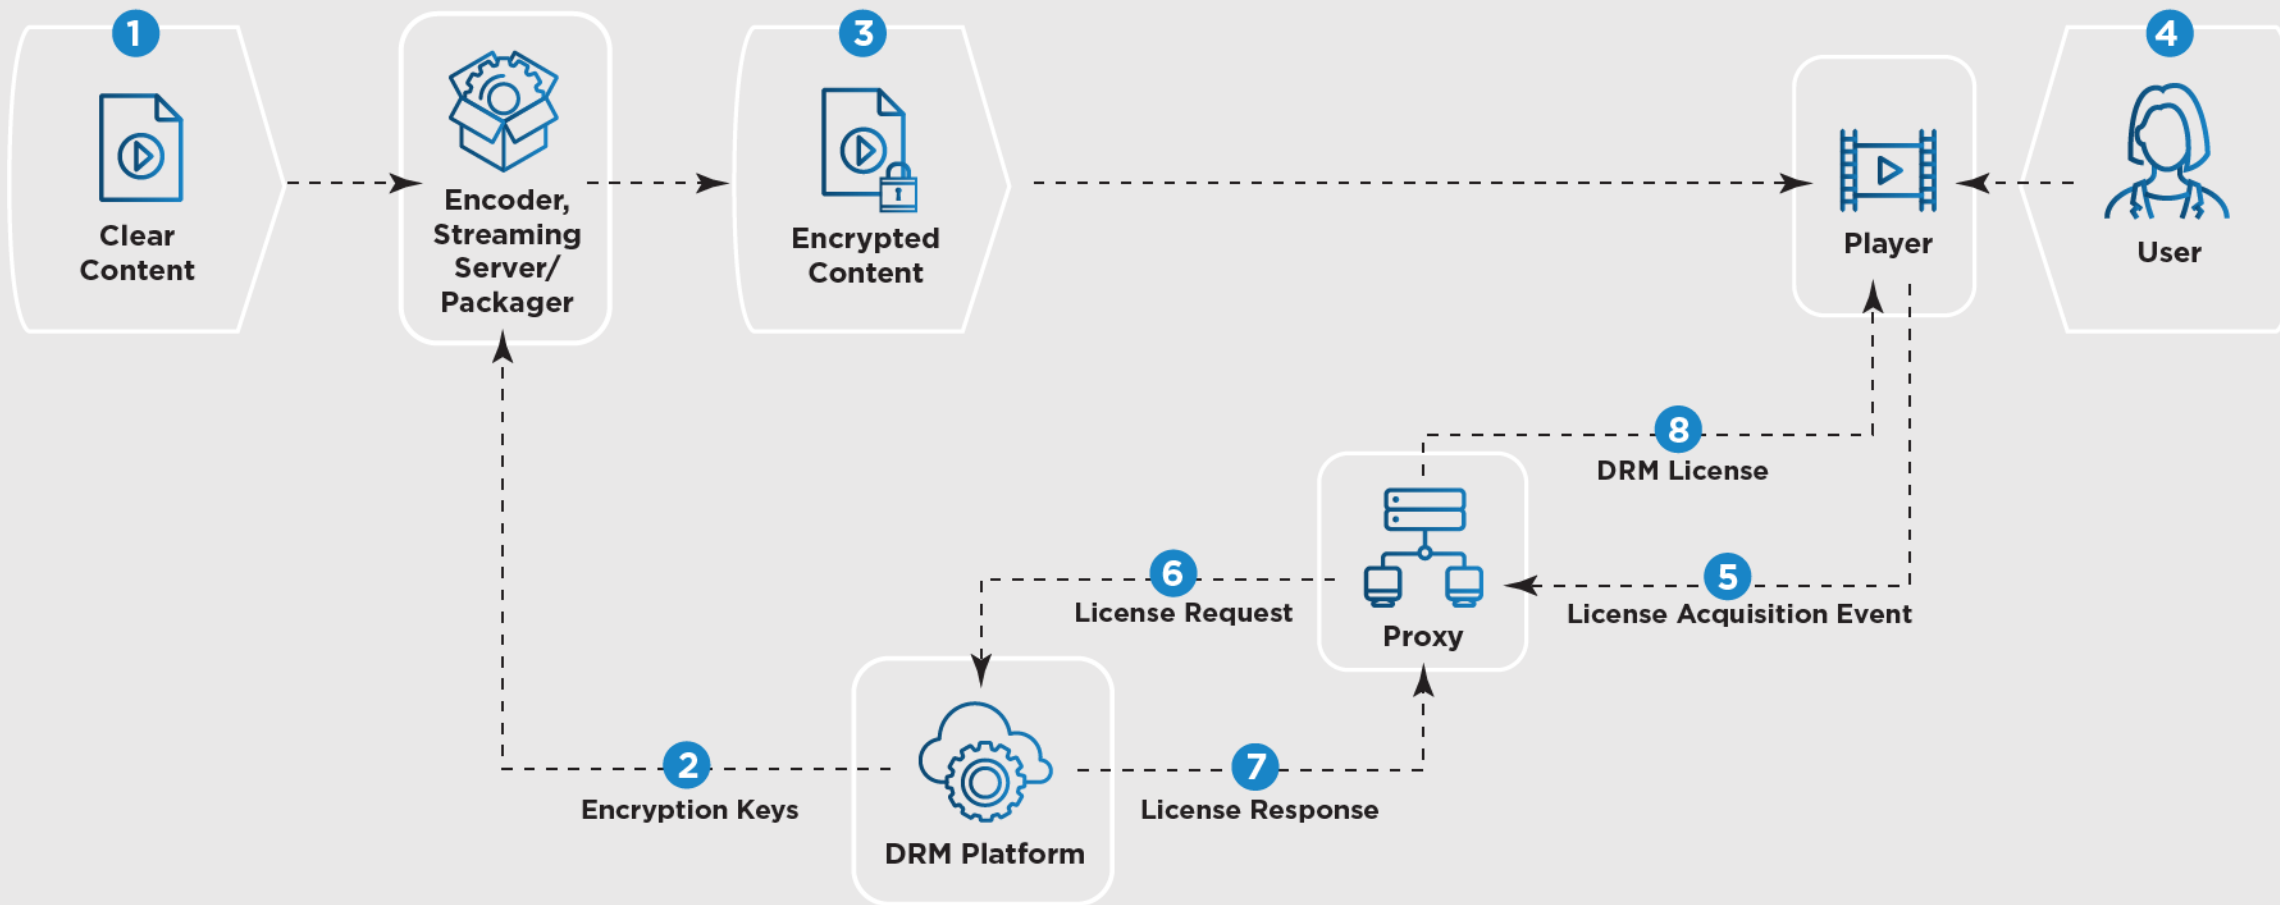 1
Clear
Content
Encoder,
Streaming
Server/
Packager
3
Encrypted
Content
Player
4
User
8
DRM License
6
License Request
5
License Acquisition Event
Proxy
2
Encryption Keys
7
License Response
DRM Platform